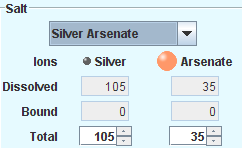 Salt
Silver Arsenate
Ions Silver Arsenate
Dissolved 105 35
Bound 0 0
Total 105 35